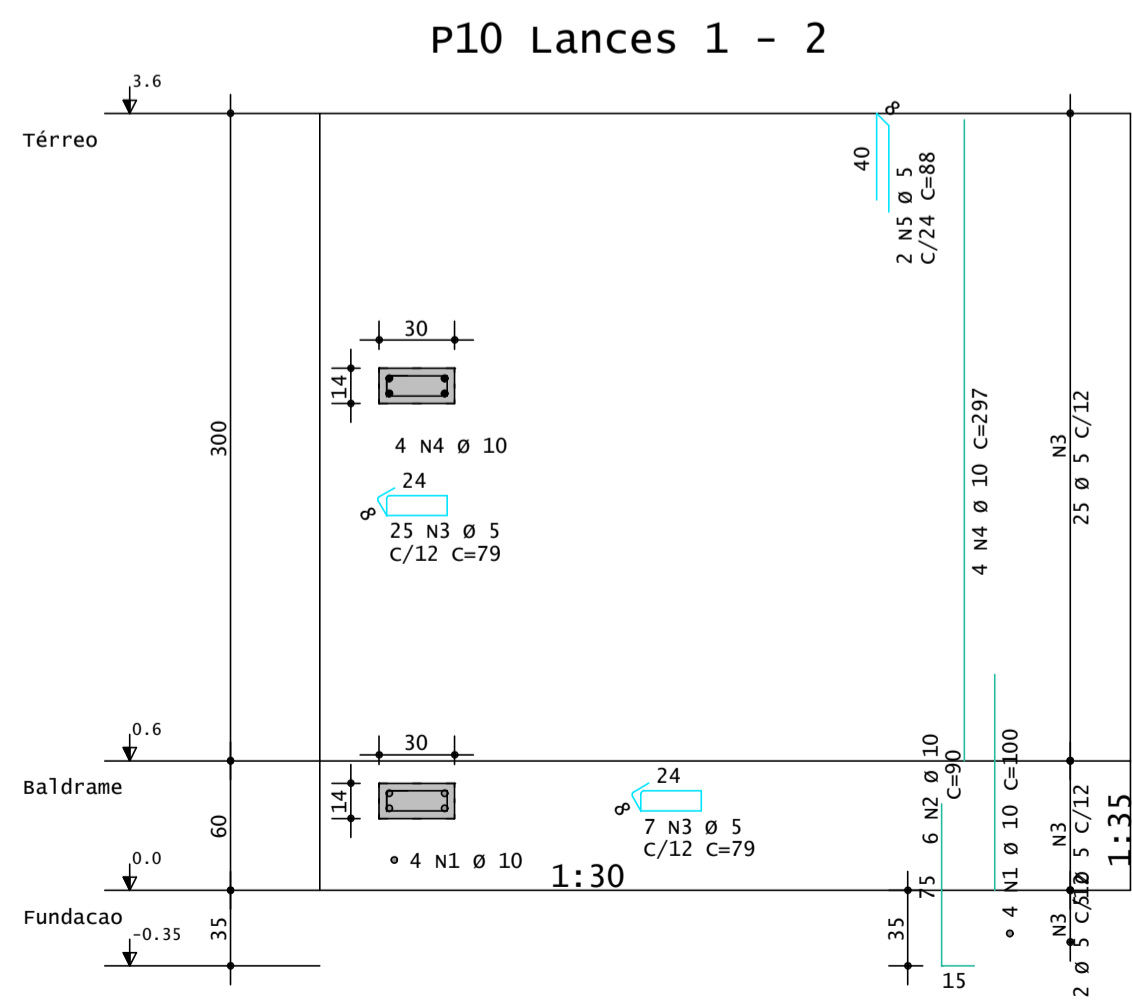 P10 Lances 1 - 2
3.6
Térreo
8
40
2 N5 Ø 5
C/24 C=88
30
14
300
4 N4 Ø 10
24
8
25 N3 Ø 5
C/12 C=79
4 N4 Ø 10 C=297
N3
25 Ø 5 C/12
0.6
Baldrame
30
14
60
4 N1 Ø 10
24
8
7 N3 Ø 5
C/12 C=79
1:30
6 N2 Ø 10
C=90
75
4 N1 Ø 10 C=100
N3
Ø 5 C/12
1:35
0.0
Fundacao
35
-0.35
35
15
N3
2 Ø 5 C/12